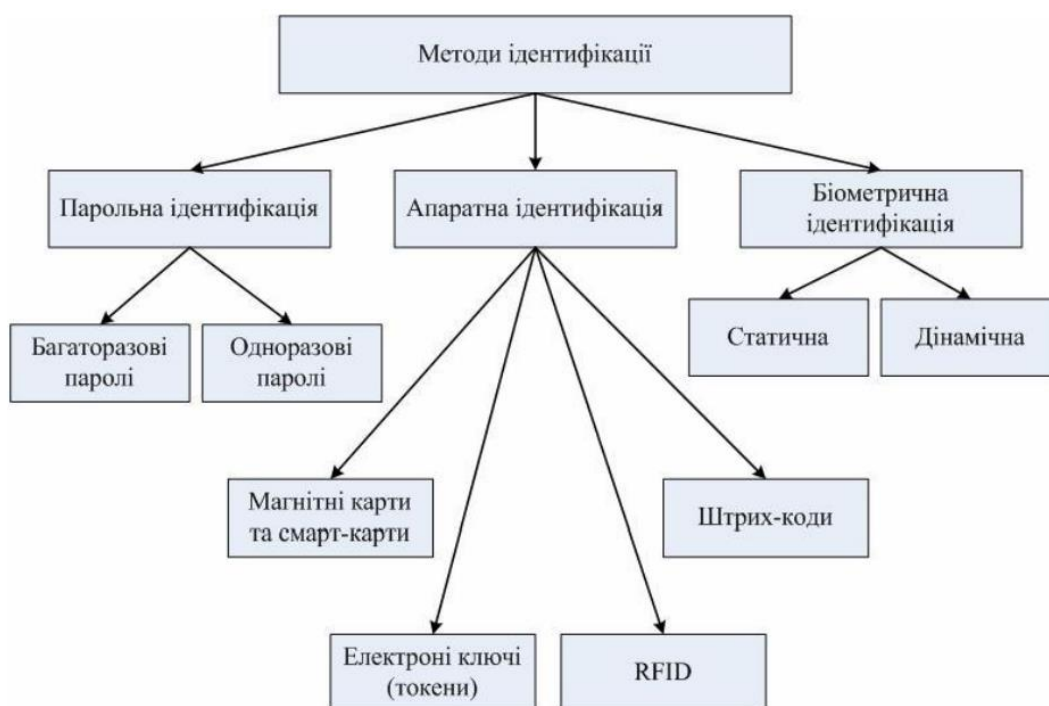 Методи ідентифікації
Парольна ідентифікація
Апаратна ідентифікація
Біометрична
ідентифікація
Багаторазові
паролі
Одноразові
паролі
Статична
Дінамічна
Магнітні карти
та смарт-карти
Штрих-коди
Електроні ключі
(токени)
RFID